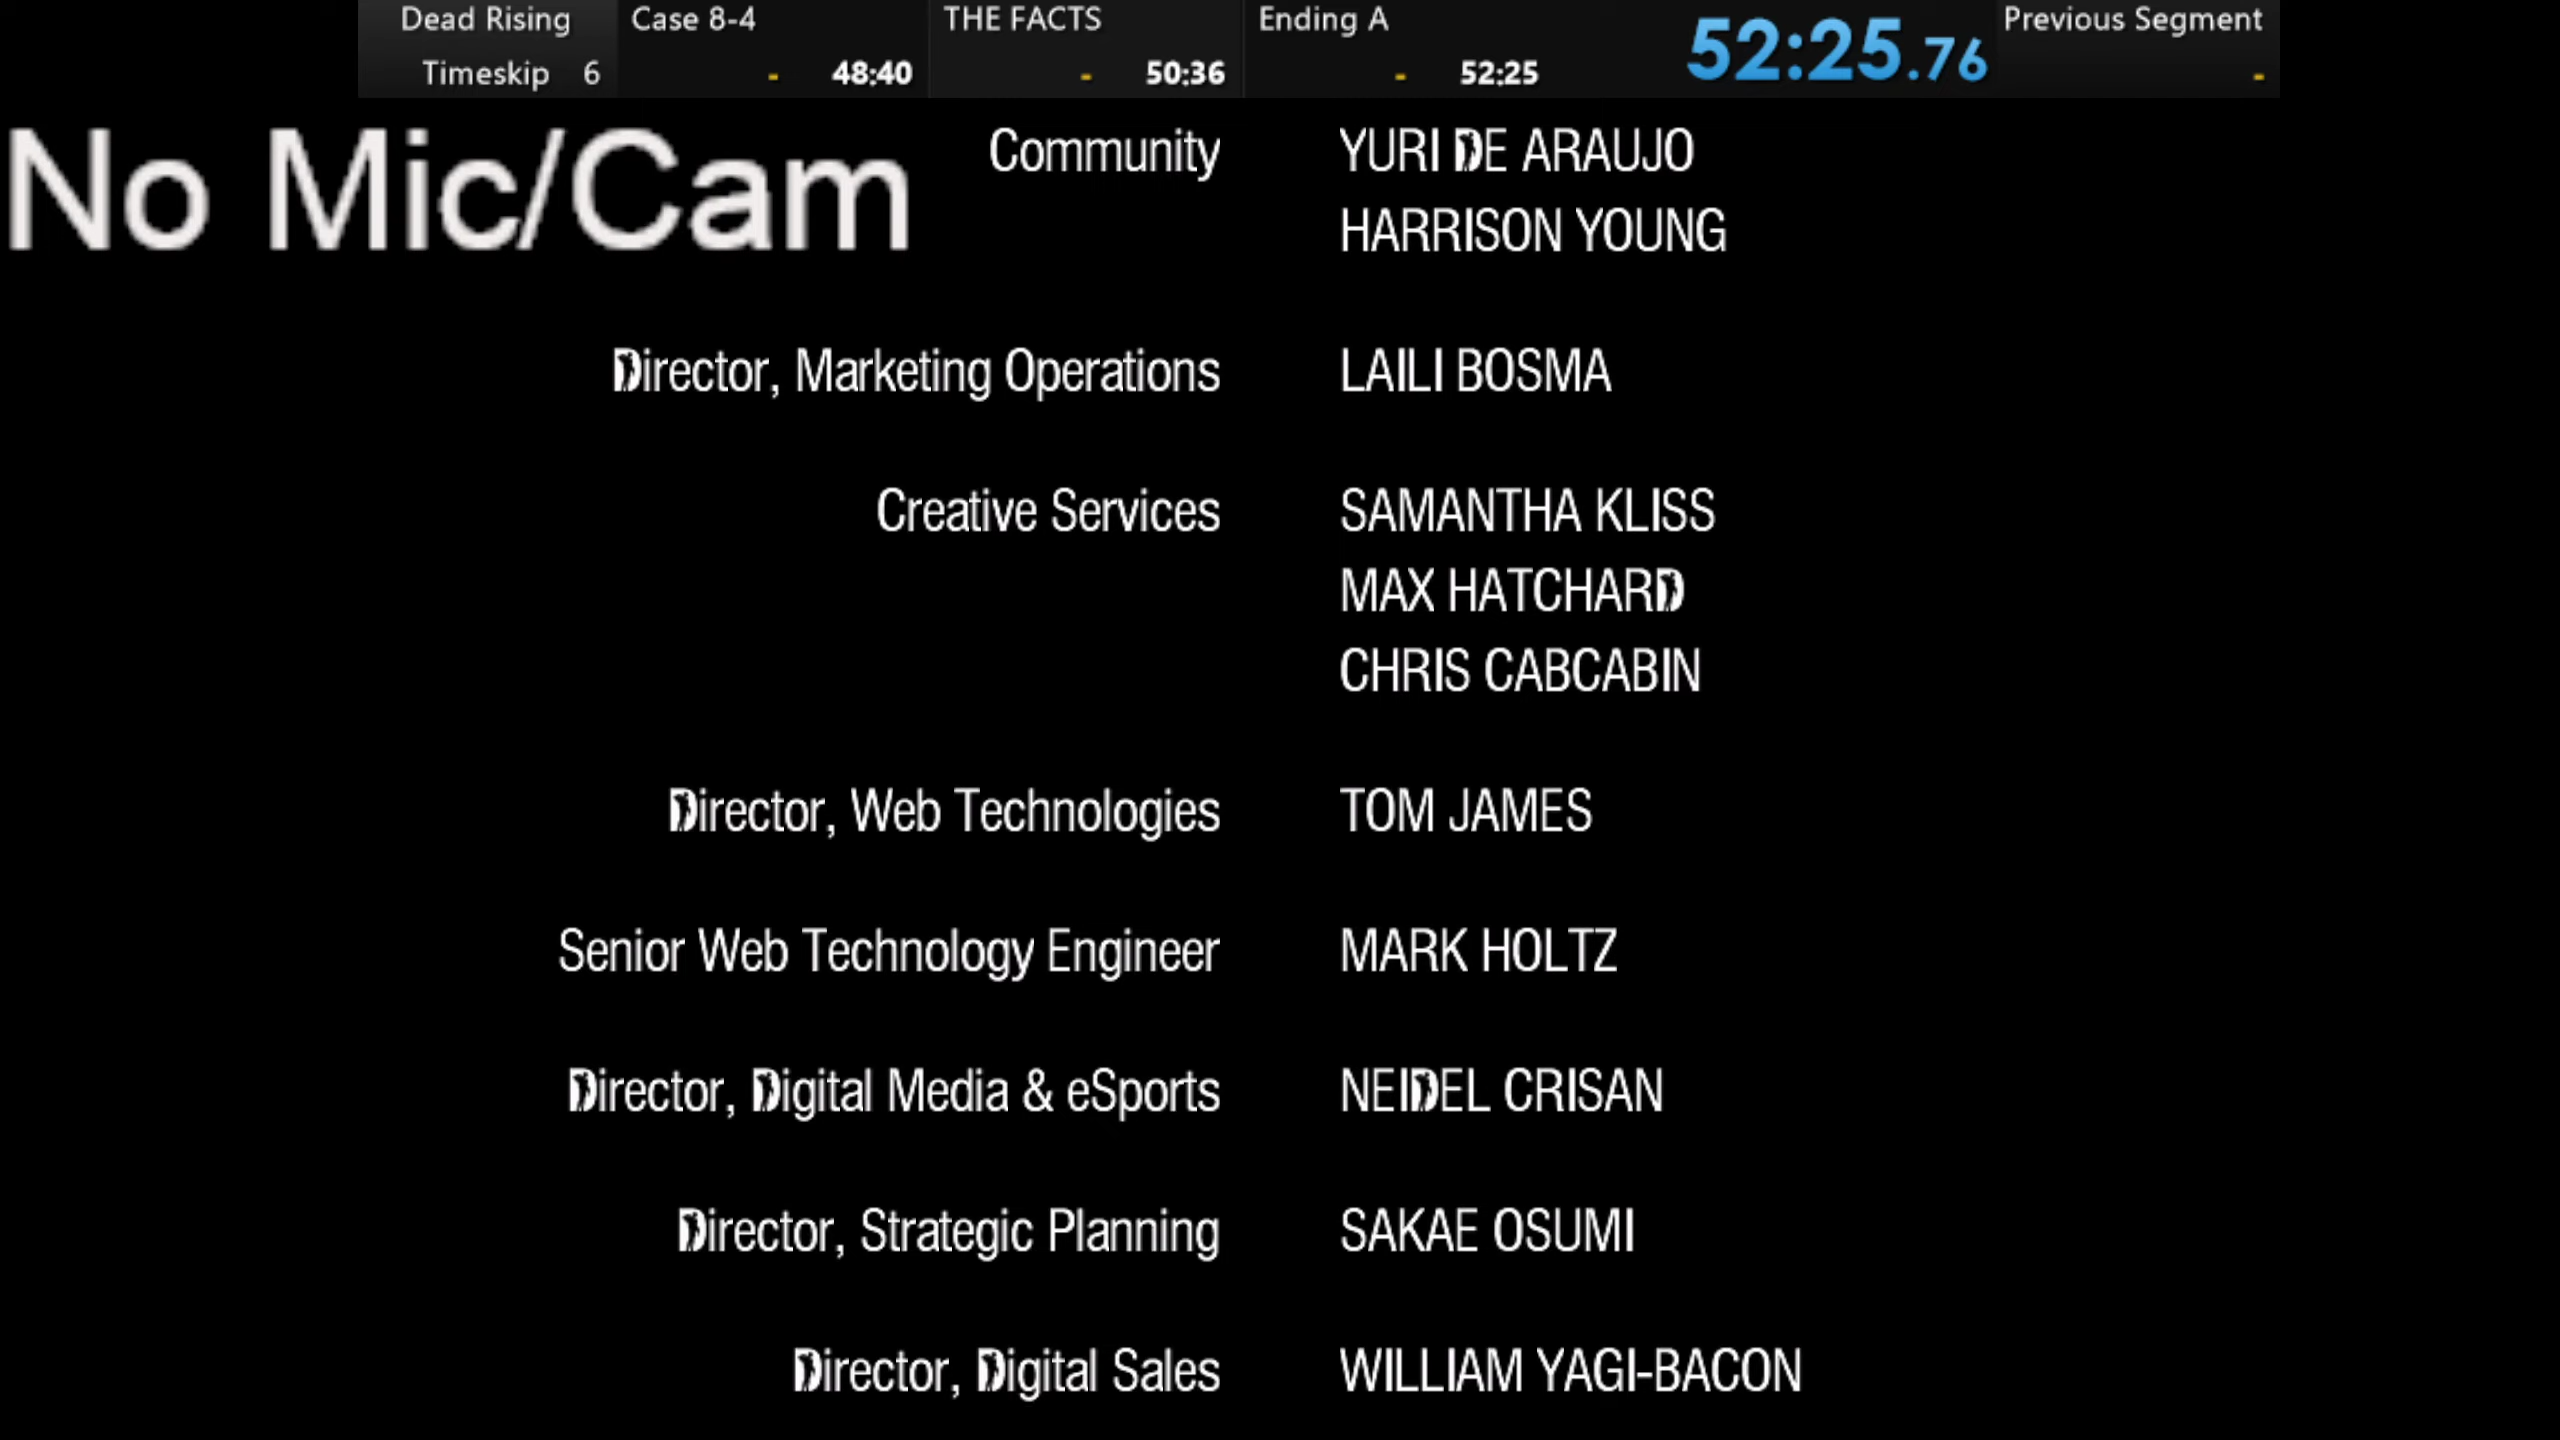 Dead Rising
Timeskip 6
Case 8-4
- 48:40
THE FACTS
- 50:36
Ending A
- 52:25
52:25.76
Previous Segment
-
No Mic/Cam
Community YURI DE ARAUJO
HARRISON YOUNG
Director, Marketing Operations LAILI BOSMA
Creative Services SAMANTHA KLISS
MAX HATCHARD
CHRIS CABCABIN
Director, Web Technologies TOM JAMES
Senior Web Technology Engineer MARK HOLTZ
Director, Digital Media & eSports NEIDEL CRISAN
Director, Strategic Planning SAKAE OSUMI
Director, Digital Sales WILLIAM YAGI-BACON